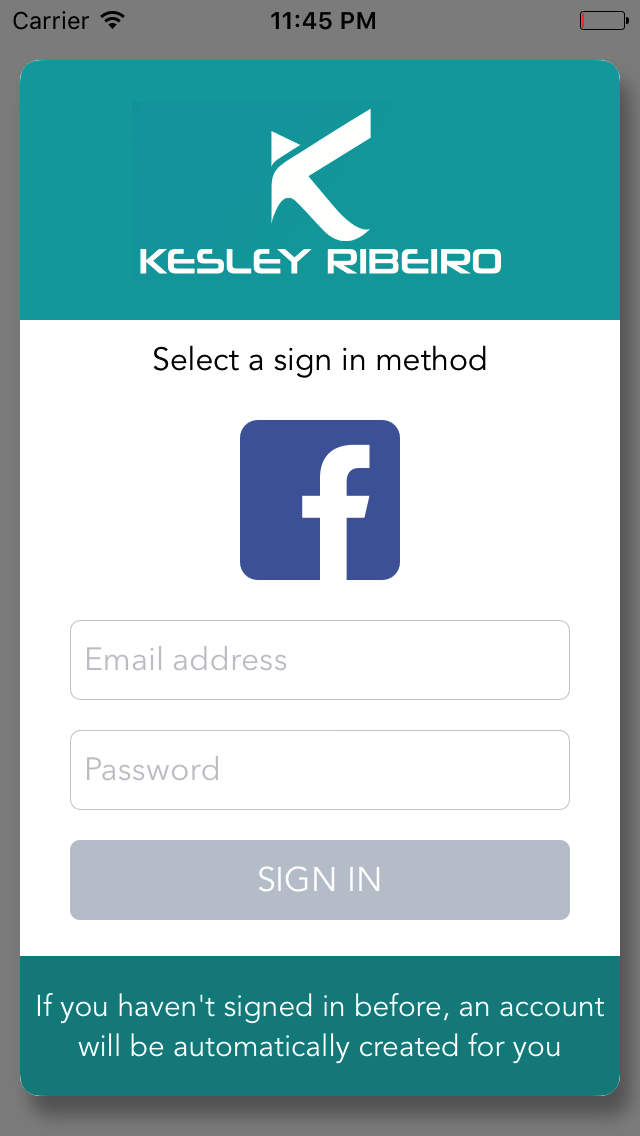 Carrier 11:45 PM
KESLEY RIBEIRO
Select a sign in method
Email address
Password
SIGN IN
If you haven't signed in before, an account
will be automatically created for you